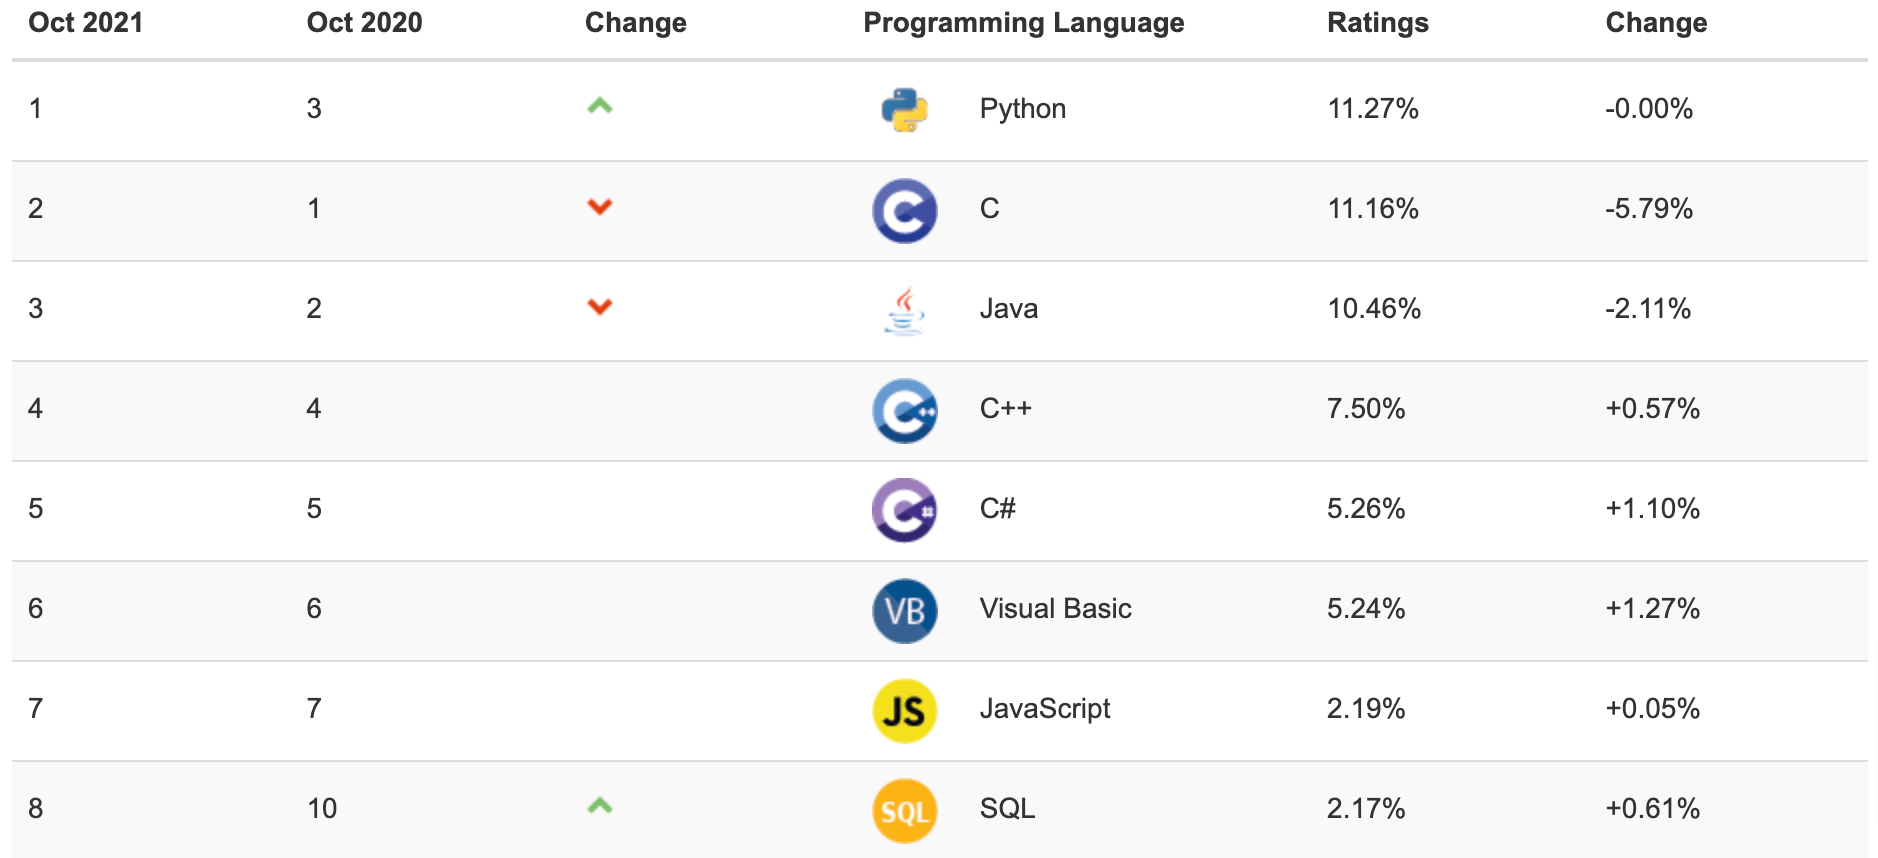 Oct 2021 Oct 2020 Change Programming Language Ratings Change
1 3 Python 11.27% -0.00%
2 1 C 11.16% -5.79%
3 2 Java 10.46% -2.11%
4 4 C++ 7.50% +0.57%
5 5 C# 5.26% +1.10%
6 6 VB Visual Basic 5.24% +1.27%
7 7 JS JavaScript 2.19% +0.05%
8 10 SQL SQL 2.17% +0.61%